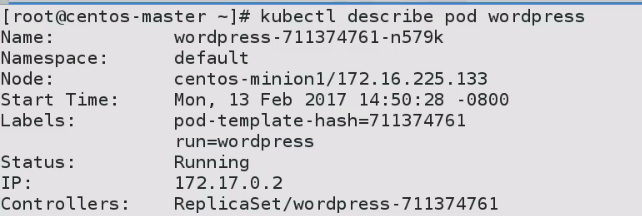 [root@centos-master ~]# kubectl describe pod wordpress
Name: wordpress-711374761-n579k
Namespace: default
Node: centos-minion1/172.16.225.133
Start Time: Mon, 13 Feb 2017 14:50:28 -0800
Labels: pod-template-hash=711374761
run=wordpress
Status: Running
IP: 172.17.0.2
Controllers: ReplicaSet/wordpress-711374761